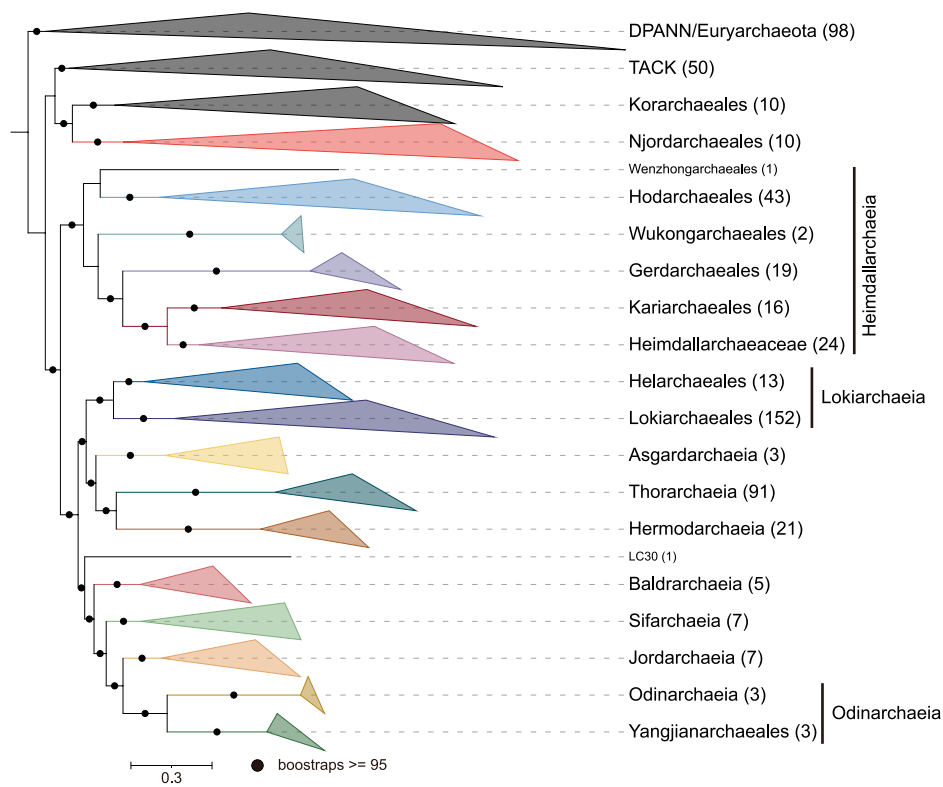 DPANN/Euryarchaeota (98)
TACK (50)
Korarchaeales (10)
Njordarchaeales (10)
Wenzhongarchaeales (1)
Hodarchaeales (43)
Wukongarchaeales (2)
Gerdarchaeales (19)
Kariarchaeales (16)
Heimdallarchaeaceae (24)
Heimdallarchaeia
Helarchaeales (13)
Lokiarchaeales (152)
Lokiarchaeia
Asgardarchaeia (3)
Thorarchaeia (91)
Hermodarchaeia (21)
LC30 (1)
Baldrarchaeia (5)
Sifarchaeia (7)
Jordarchaeia (7)
Odinarchaeia (3)
Yangjianarchaeales (3)
Odinarchaeia
0.3
boostraps >= 95